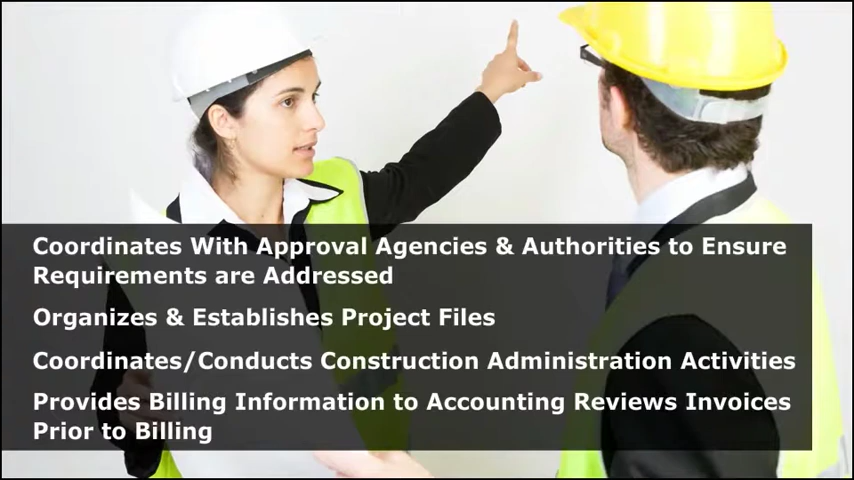 Coordinates With Approval Agencies & Authorities to Ensure
Requirements are Addressed
Organizes & Establishes Project Files
Coordinates/Conducts Construction Administration Activities
Provides Billing Information to Accounting Reviews Invoices
Prior to Billing